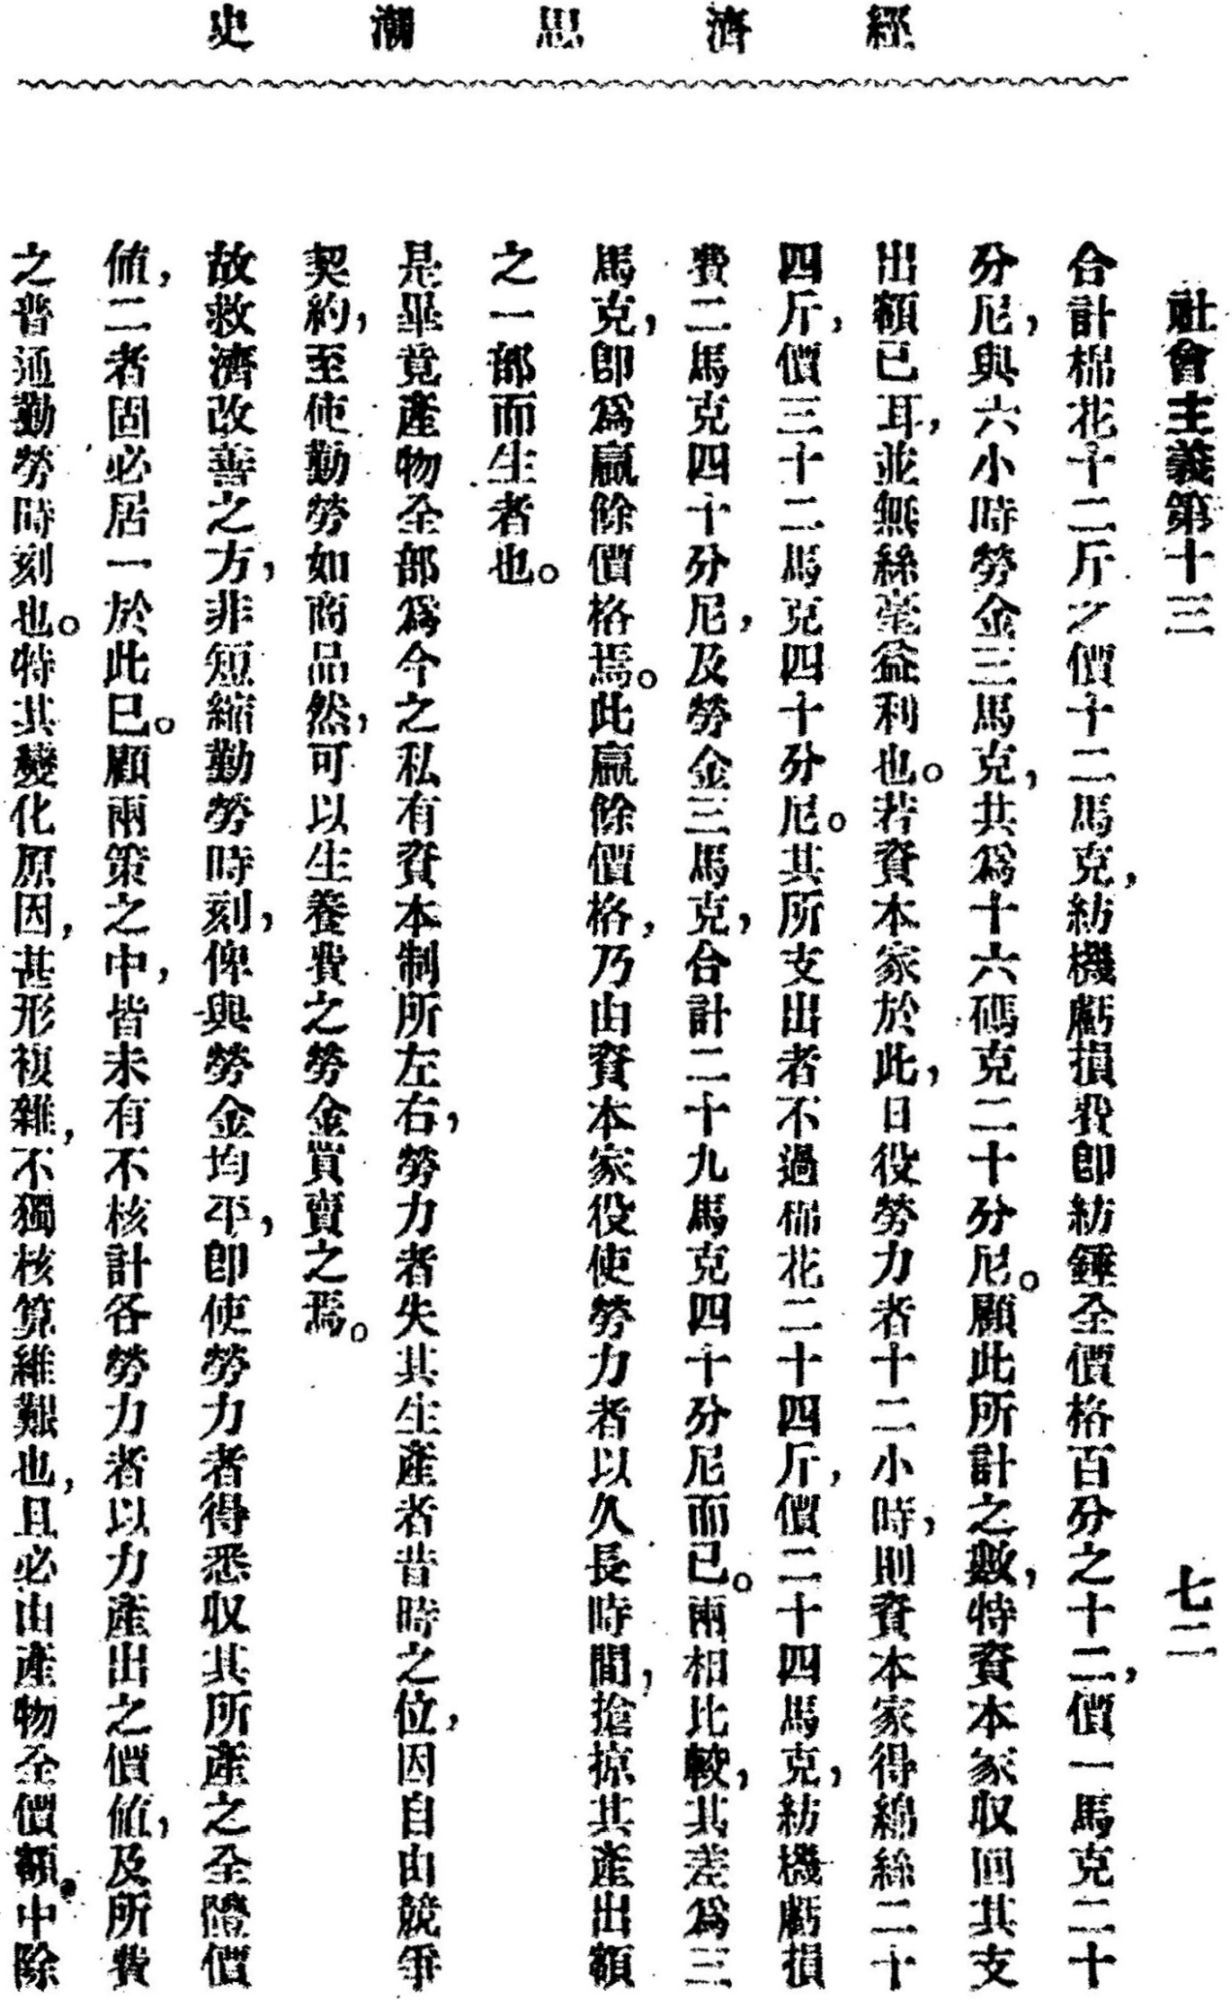 經濟思潮史
社會主義第十三 七二
合計棉花十二斤之價十二馬克,紡機虧損費卽紡錘全價格百分之十二,價一馬克二十
分尼,與六小時勞金三馬克,共爲十六碼克二十分尼。顧此所計之數,特資本家収回其支
出額已耳,並無絲毫益利也。若資本家於此,日役勞力者十二小時,則資本家得綿絲二十
四斤,價三十二馬克四十分尼。其所支出者不過棉花二十四斤,價二十四馬克,紡機虧損
費二馬克四十分尼,及勞金三馬克,合計二十九馬克四十分尼而已。兩相比較,其差爲三
馬克,卽爲贏餘價格焉。此贏餘價格,乃由資本家役使勞力者以久長時間,搶掠其產出額
之一部而生者也。
是畢竟產物全部爲今之私有資本制所左右,勞力者失其生產者昔時之位,因自由競爭
契約,至使勤勞如商品然,可以生養費之勞金買賣之焉。
故救濟改善之方,非短縮勤勞時刻,俾與勞金均平,卽使勞力者得悉収其所產之全體價
値,二者固必居一於此已。顧兩策之中,皆未有不核計各勞力者以力產出之價値,及所費
之普通勤勞時刻也。特其變化原因,甚形複雜,不獨核算維艱也,且必由產物全價額中除